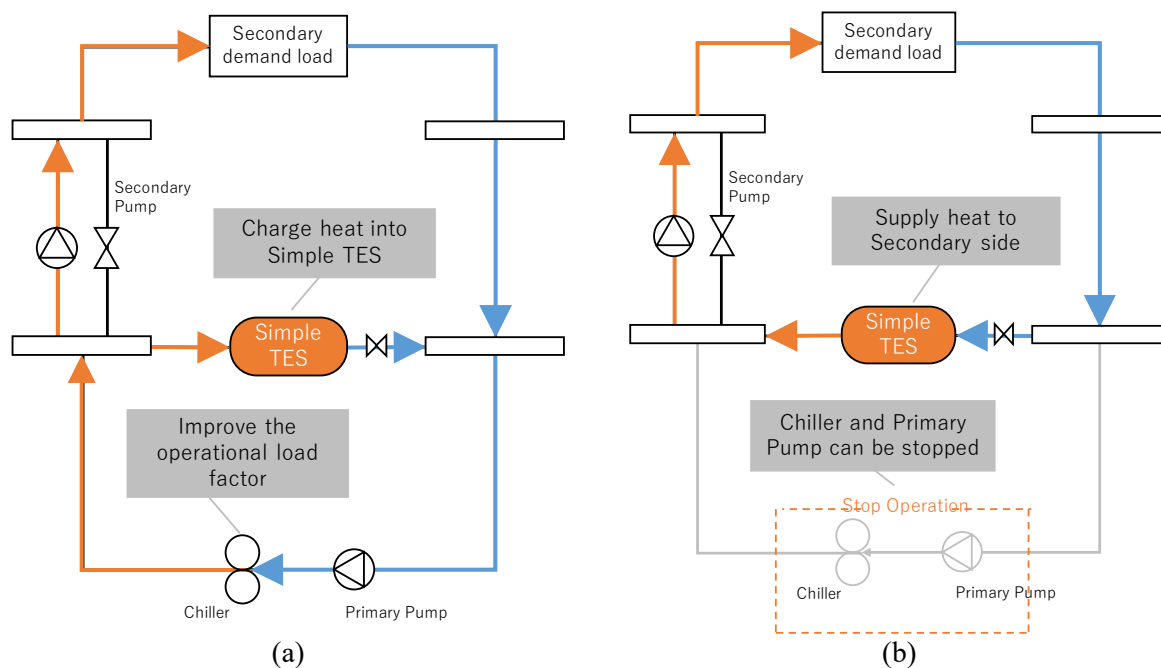 Secondary
demand load
Secondary
Pump
Charge heat into
Simple TES
Simple
TES
Improve the
operational load
factor
Chiller
Primary Pump
(a)
Secondary
demand load
Secondary
Pump
Supply heat to
Secondary side
Simple
TES
Chiller and Primary
Pump can be stopped
Stop Operation
Chiller
Primary Pump
(b)